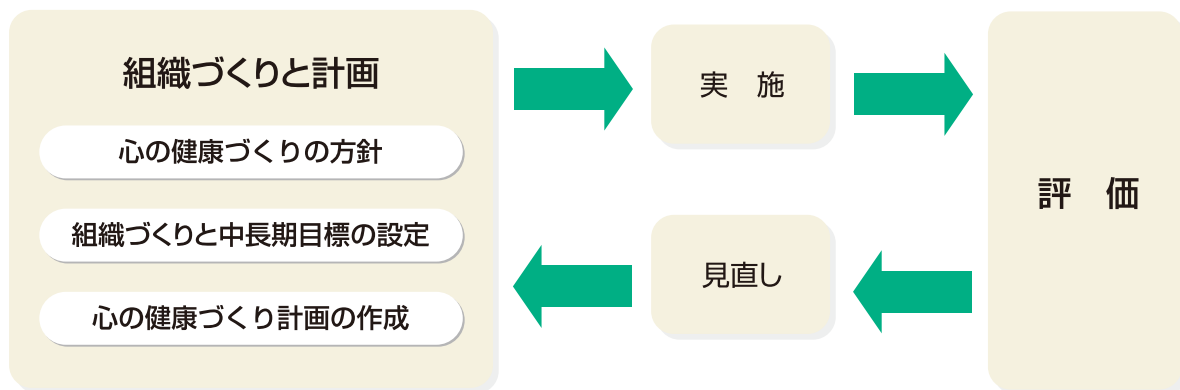 組織づくりと計画
心の健康づくりの方針
組織づくりと中長期目標の設定
心の健康づくり計画の作成
実　施
評　価
見直し